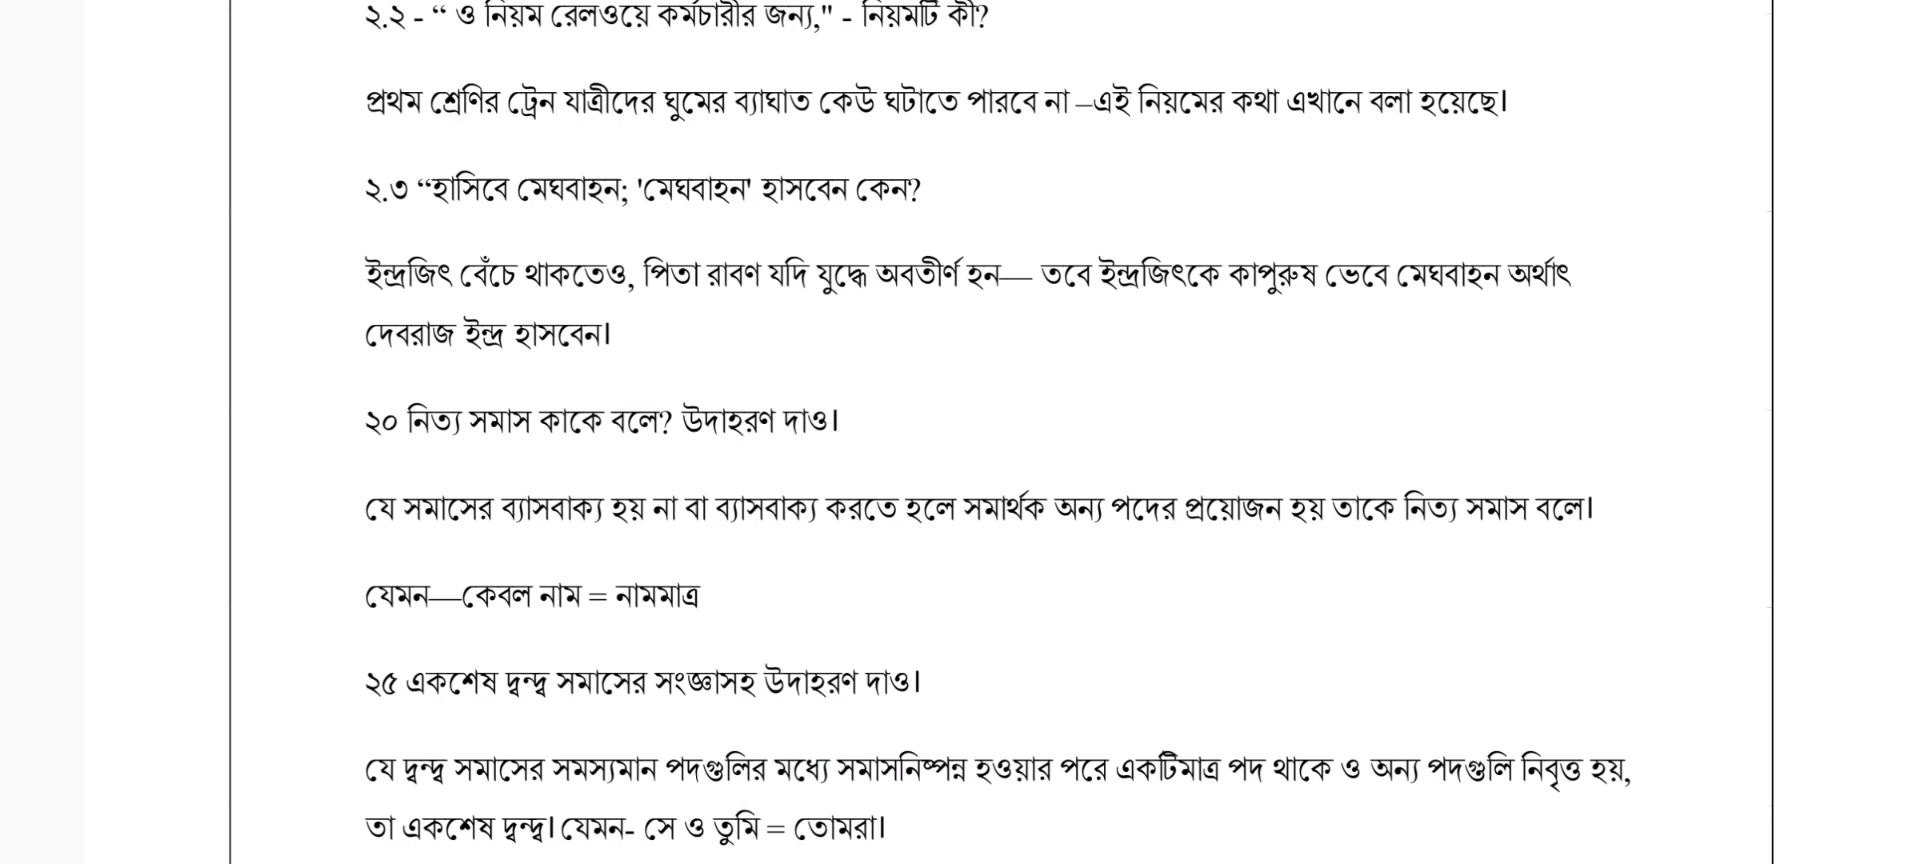 ২.২ - “ ও নিয়ম রেলওয়ে কর্মচারীর জন্য," - নিয়মটি কী?
প্রথম শ্রেণির ট্রেন যাত্রীদের ঘুমের ব্যাঘাত কেউ ঘটাতে পারবে না –এই নিয়মের কথা এখানে বলা হয়েছে।
২.৩ “হাসিবে মেঘবাহন; 'মেঘবাহন' হাসবেন কেন?
ইন্দ্রজিৎ বেঁচে থাকতেও, পিতা রাবণ যদি যুদ্ধে অবতীর্ণ হন— তবে ইন্দ্রজিৎকে কাপুরুষ ভেবে মেঘবাহন অর্থাৎ
দেবরাজ ইন্দ্র হাসবেন।
২০ নিত্য সমাস কাকে বলে? উদাহরণ দাও।
যে সমাসের ব্যাসবাক্য হয় না বা ব্যাসবাক্য করতে হলে সমার্থক অন্য পদের প্রয়োজন হয় তাকে নিত্য সমাস বলে।
যেমন—কেবল নাম = নামমাত্র
২৫ একশেষ দ্বন্দ্ব সমাসের সংজ্ঞাসহ উদাহরণ দাও।
যে দ্বন্দ্ব সমাসের সমস্যমান পদগুলির মধ্যে সমাসনিষ্পন্ন হওয়ার পরে একটিমাত্র পদ থাকে ও অন্য পদগুলি নিবৃত্ত হয়,
তা একশেষ দ্বন্দ্ব। যেমন- সে ও তুমি = তোমরা।